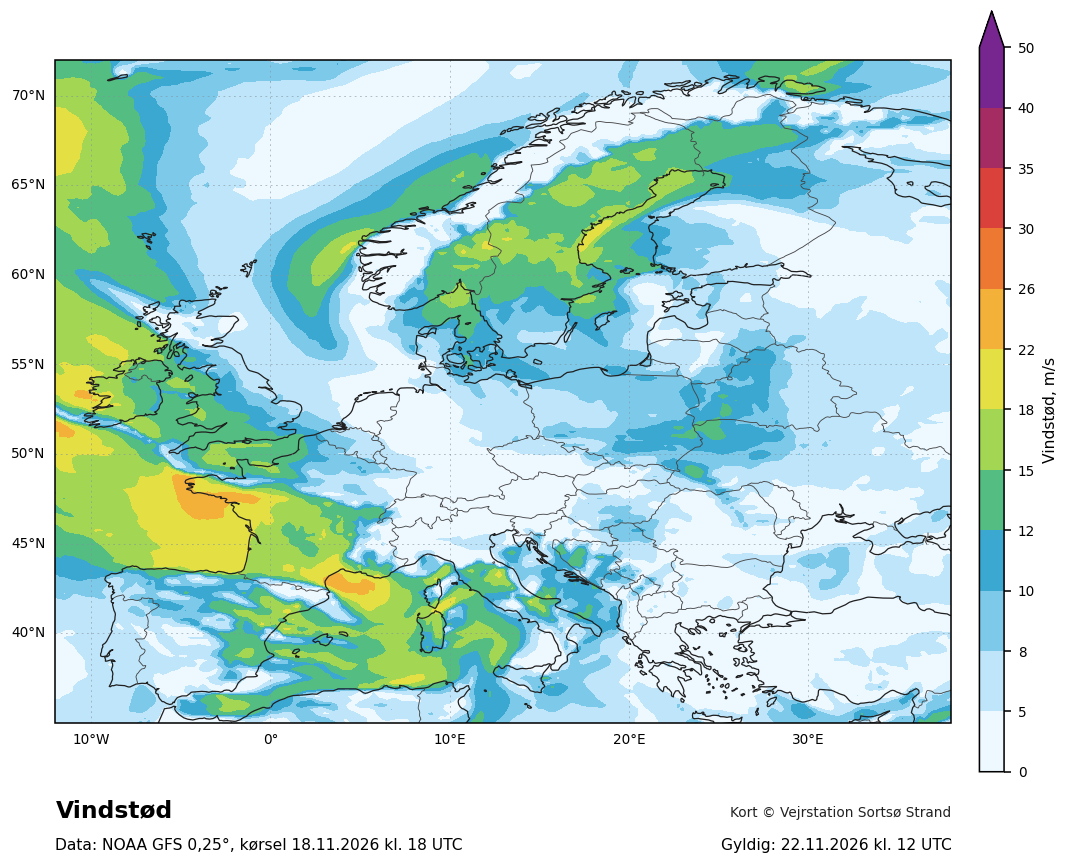 50
40
35
30
26
22
18
15
12
10
8
5
0
Vindstød, m/s
70°N
65°N
60°N
55°N
50°N
45°N
40°N
10°W
0°
10°E
20°E
30°E
Vindstød
Kort © Vejrstation Sortsø Strand
Data: NOAA GFS 0,25°, kørsel 18.11.2026 kl. 18 UTC
Gyldig: 22.11.2026 kl. 12 UTC